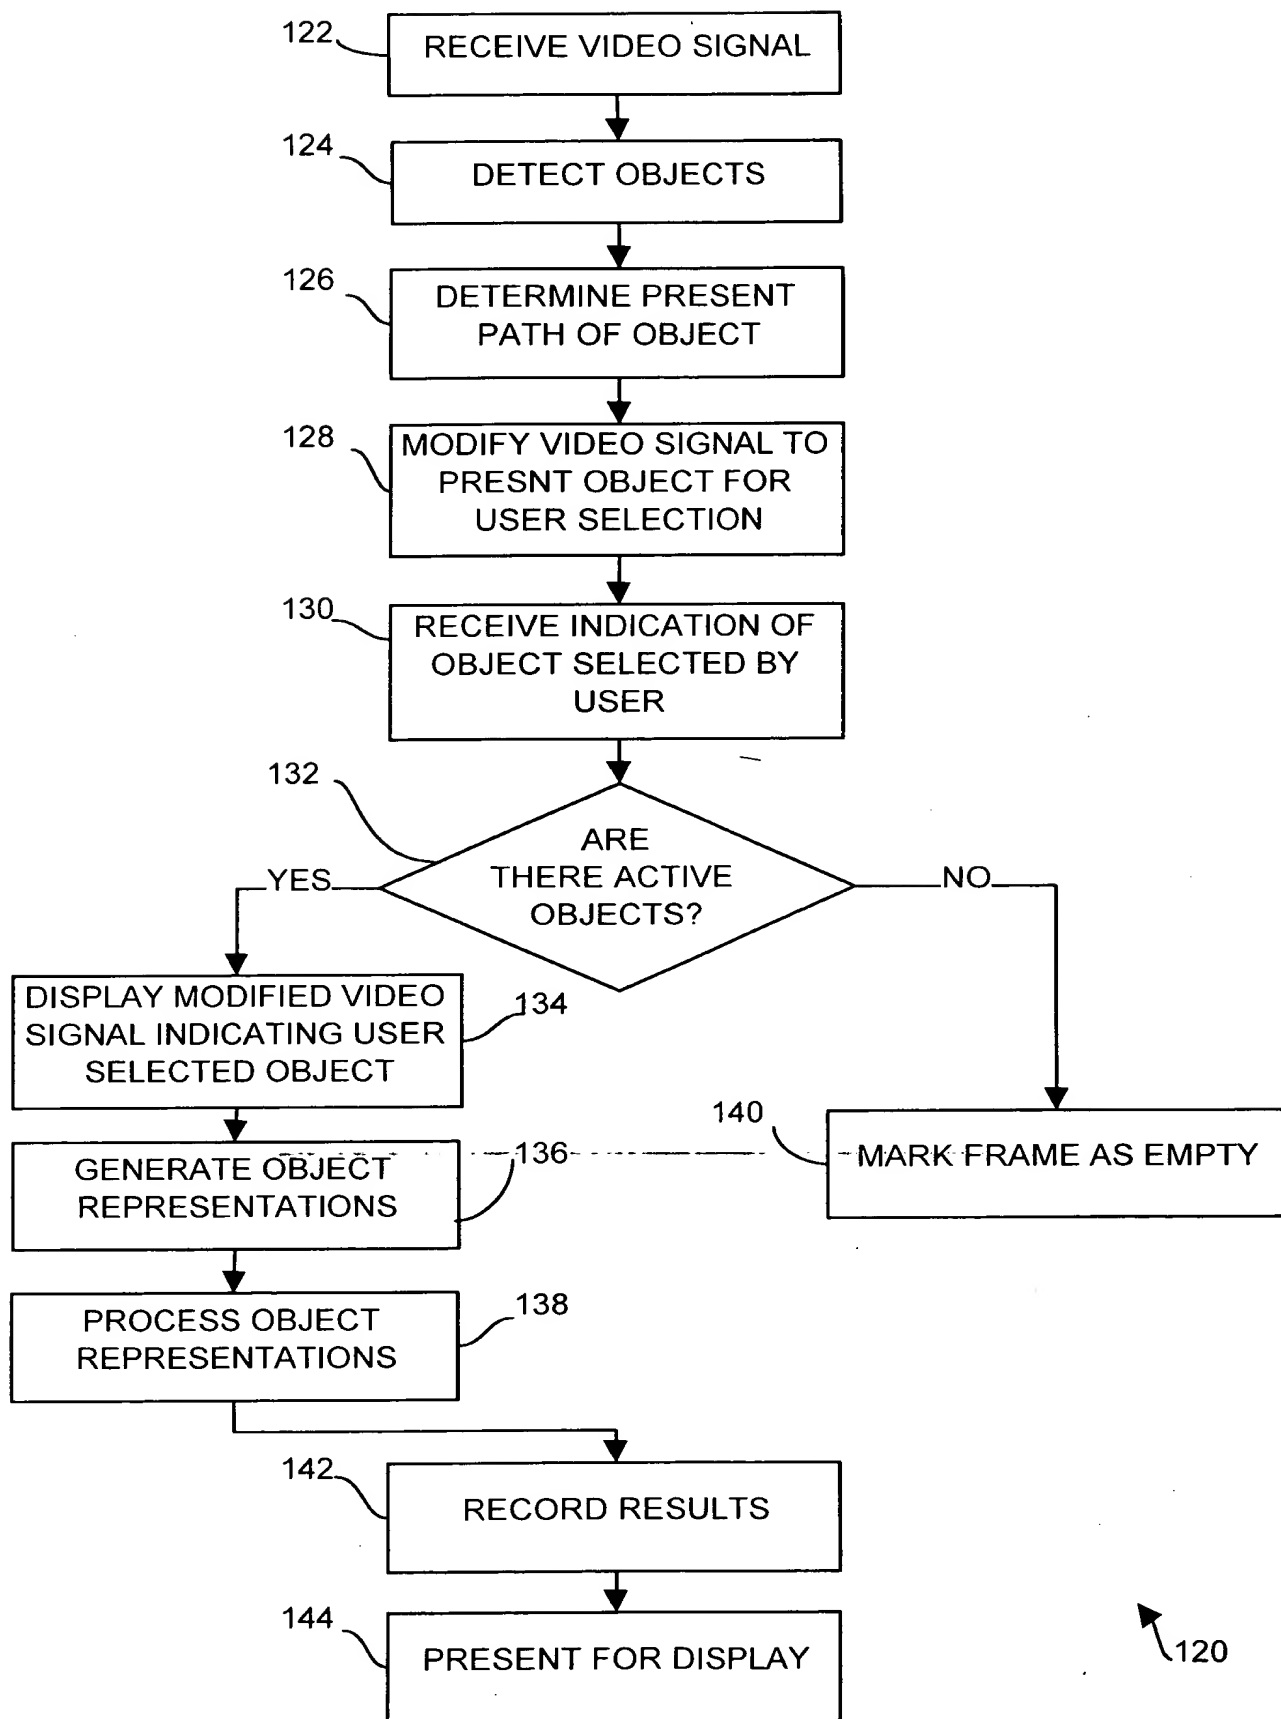 122
RECEIVE VIDEO SIGNAL
124
DETECT OBJECTS
126
DETERMINE PRESENT
PATH OF OBJECT
128
MODIFY VIDEO SIGNAL TO
PRESNT OBJECT FOR
USER SELECTION
130
RECEIVE INDICATION OF
OBJECT SELECTED BY
USER
132
ARE
THERE ACTIVE
OBJECTS?
YES
NO
DISPLAY MODIFIED VIDEO
SIGNAL INDICATING USER
SELECTED OBJECT
134
GENERATE OBJECT
REPRESENTATIONS
136
140
MARK FRAME AS EMPTY
PROCESS OBJECT
REPRESENTATIONS
138
142
RECORD RESULTS
144
PRESENT FOR DISPLAY
120